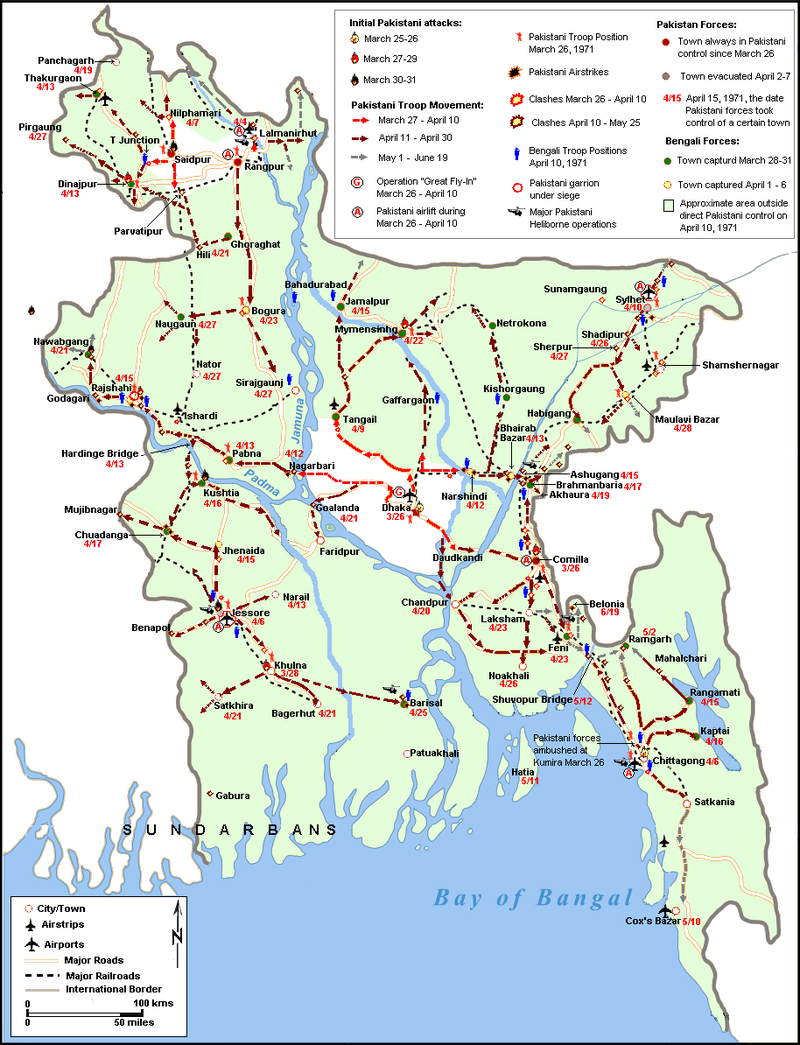 Initial Pakistani attacks:
March 25-26
March 27-29
March 30-31
Pakistani Troop Movement:
March 27 - April 10
April 11 - April 30
May 1 - June 19
G
Operation "Great Fly-In"
March 26 - April 10
A
Pakistani airlift during
March 26 - April 10
Pakistani Troop Position
March 26, 1971
Pakistani Airstrikes
Clashes March 26 - April 10
Clashes April 10 - May 25
Bengali Troop Positions
April 10, 1971
Pakistani garrion
under siege
Major Pakistani
Heliborne operations
Pakistan Forces:
Town always in Pakistani
control since March 26
Town evacuated April 2-7
4/15 April 15, 1971, the date
Pakistani forces took
control of a certain town
Bengali Forces:
Town capturd March 28-31
Town captured April 1 - 6
Approximate area outside
direct Pakistani control on
April 10, 1971
Panchagarh
4/19
Thakurgaon
4/13
Pirgaung
4/27
Nilphamari
4/7
4/4
A
Lalmanirhut
T Junction
Saidpur
A
Rangpur
Dinajpur
4/13
Parvatipur
Hili
4/21
Ghoraghat
Bogura
4/23
Naugaun
4/27
Nawabgang
4/21
Nator
4/27
Sirajgaunj
4/27
Rajshahi
4/15
Godagari
Ishardi
Hardinge Bridge
4/13
Pabna
4/13
4/12
Nagarbari
Jamuna
Padma
Bahadurabad
Jamalpur
4/15
Mymensinhg
4/22
Netrokona
Kishorgaung
Gaffargaon
Tangail
4/9
Bhairab
Bazar
4/13
Habigang
Sunamgaung
A
Sylhet
4/10
Shadipur
4/26
Sherpur
4/27
Shamshernagar
Maulavi Bazar
4/28
Ashugang
4/15
Brahmanbaria
4/17
Akhaura
4/19
Narshindi
4/12
G
Dhaka
3/26
Kushtia
4/16
Mujibnagar
Chuadanga
4/17
Jhenaida
4/15
Goalanda
4/21
Faridpur
Daudkandi
A
Comilla
3/26
Narail
4/13
Jessore
4/6
A
Benapol
Khulna
3/28
Satkhira
4/21
Bagerhut
4/21
Barisal
4/25
Patuakhali
Gabura
SUNDARBANS
Chandpur
4/20
Laksham
4/23
Noakhali
4/26
Feni
4/23
Belonia
6/19
Shuvopur Bridge
5/12
5/2
Ramgarh
Mahalchari
Rangamati
4/15
Kaptai
4/16
Pakistani forces
ambushed at
Kumira March 26
Chittagong
4/6
A
Hatia
5/11
Satkania
Cox's Bazar
5/10
Bay of Bangal
City/Town
Airstrips
Airports
Major Roads
Major Railroads
International Border
0 100 kms
0 50 miles
N